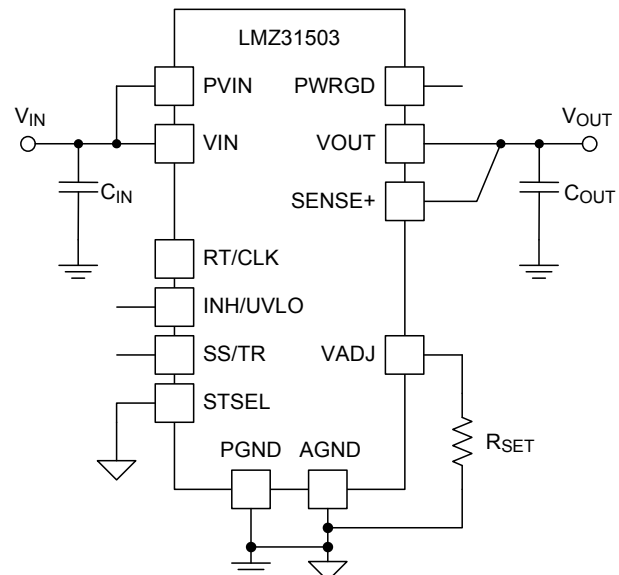 LMZ31503
PVIN
PWRGD
VIN
VIN
VOUT
VOUT
CIN
SENSE+
COUT
RT/CLK
INH/UVLO
SS/TR
VADJ
STSEL
PGND
AGND
RSET